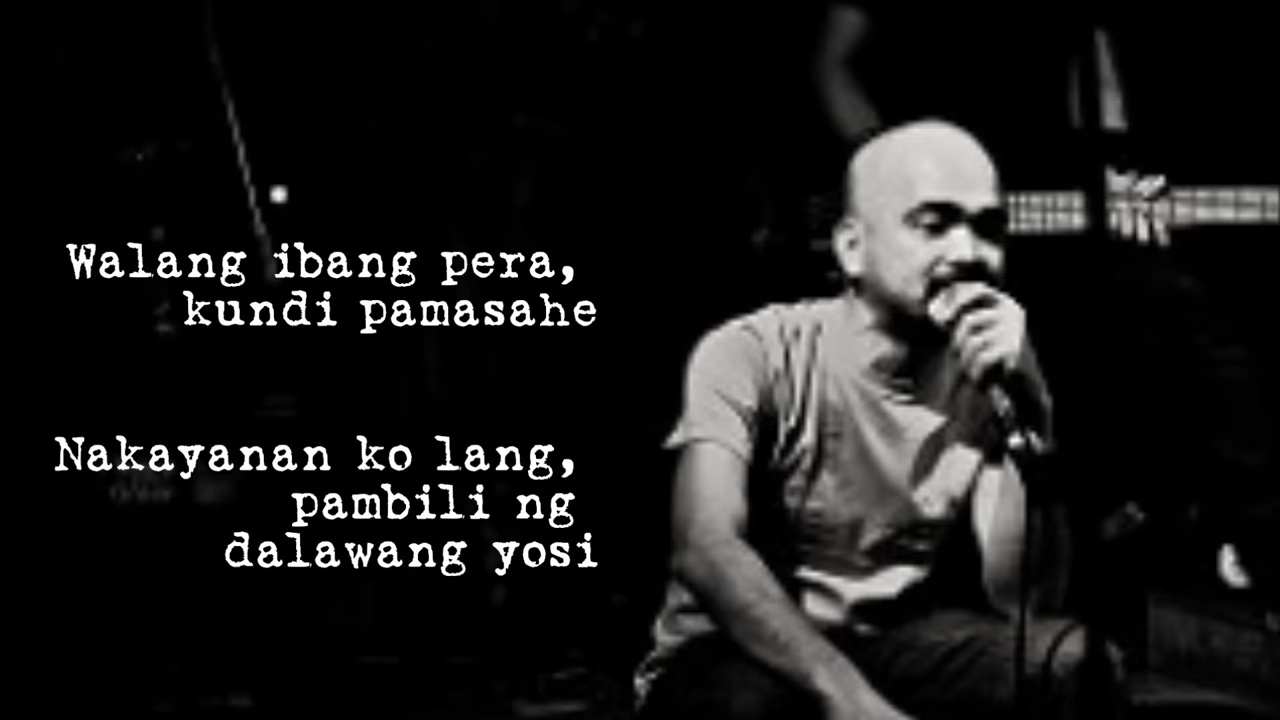 Walang ibang pera,
kundi pamasahe
Nakayanan ko lang,
pambili ng
dalawang yosi